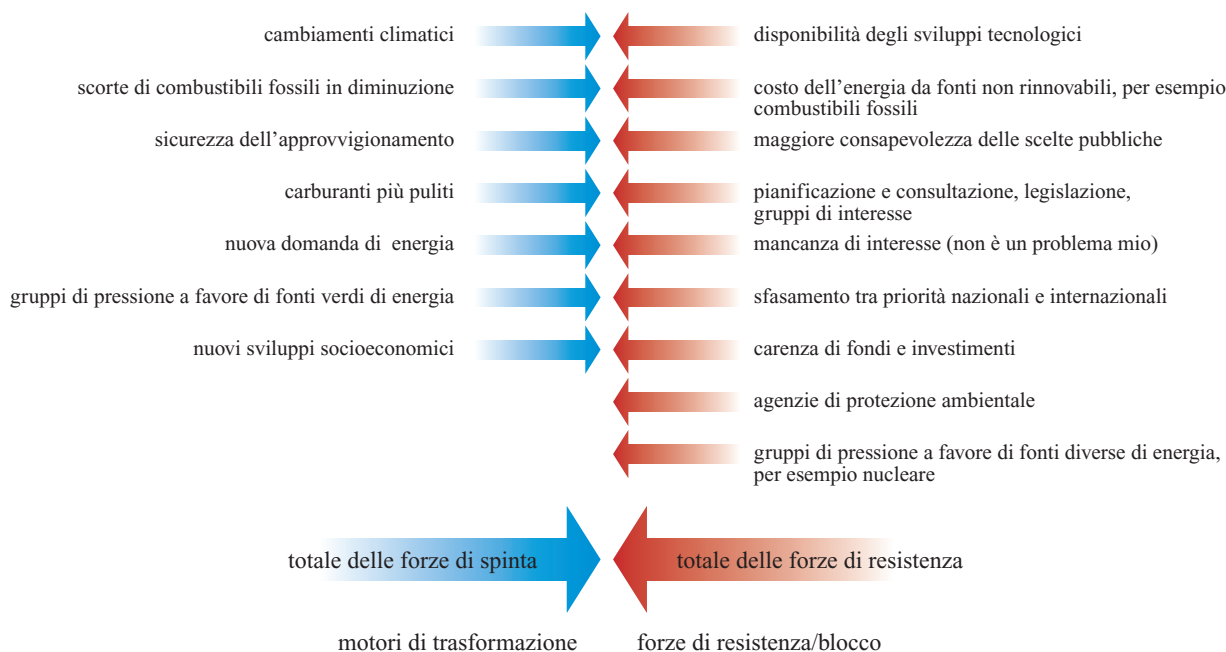 cambiamenti climatici
disponibilità degli sviluppi tecnologici
scorte di combustibili fossili in diminuzione
costo dell'energia da fonti non rinnovabili, per esempio
combustibili fossili
sicurezza dell'approvvigionamento
maggiore consapevolezza delle scelte pubbliche
carburanti più puliti
pianificazione e consultazione, legislazione,
gruppi di interesse
nuova domanda di energia
mancanza di interesse (non è un problema mio)
gruppi di pressione a favore di fonti verdi di energia
sfasamento tra priorità nazionali e internazionali
nuovi sviluppi socioeconomici
carenza di fondi e investimenti
agenzie di protezione ambientale
gruppi di pressione a favore di fonti diverse di energia,
per esempio nucleare
totale delle forze di spinta
totale delle forze di resistenza
motori di trasformazione
forze di resistenza/blocco